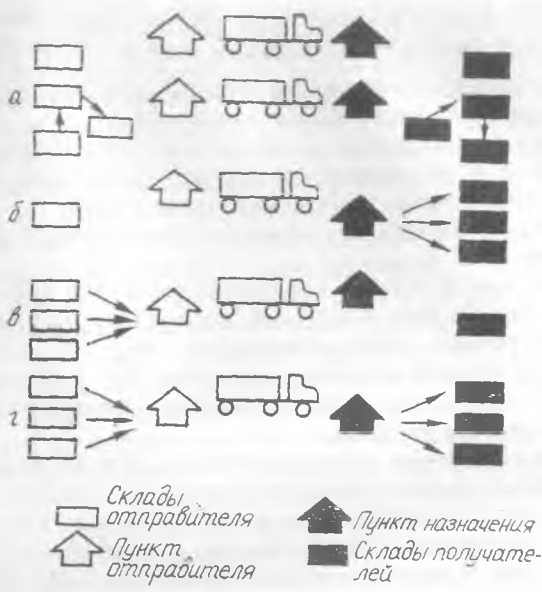 а
б
в
г
Склады
отправителя
Пункт
отправителя
Пункт назначения
Склады получате-
лей